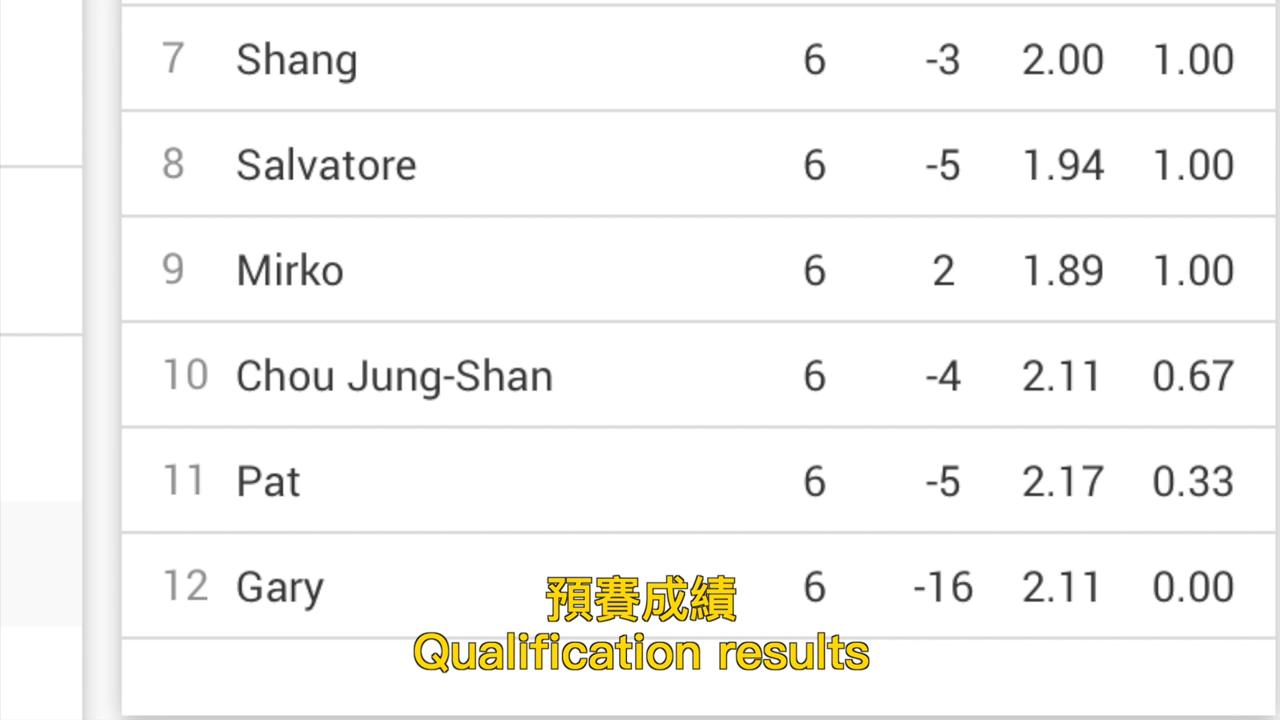 7 Shang 6 -3 2.00 1.00
8 Salvatore 6 -5 1.94 1.00
9 Mirko 6 2 1.89 1.00
10 Chou Jung-Shan 6 -4 2.11 0.67
11 Pat 6 -5 2.17 0.33
12 Gary 6 -16 2.11 0.00
預賽成績
Qualification results